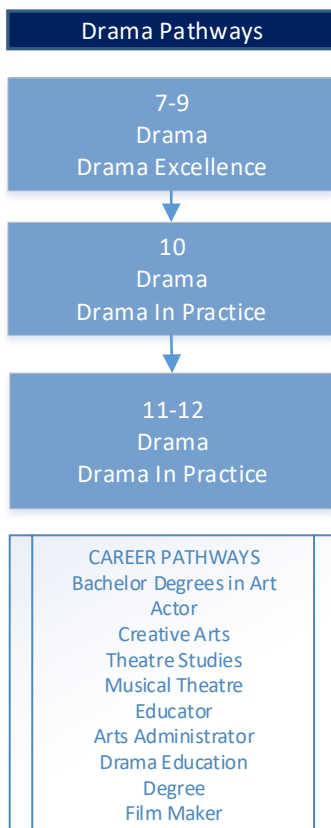 Drama Pathways
7-9
Drama
Drama Excellence
10
Drama
Drama In Practice
11-12
Drama
Drama In Practice
CAREER PATHWAYS
Bachelor Degrees in Art
Actor
Creative Arts
Theatre Studies
Musical Theatre
Educator
Arts Administrator
Drama Education
Degree
Film Maker